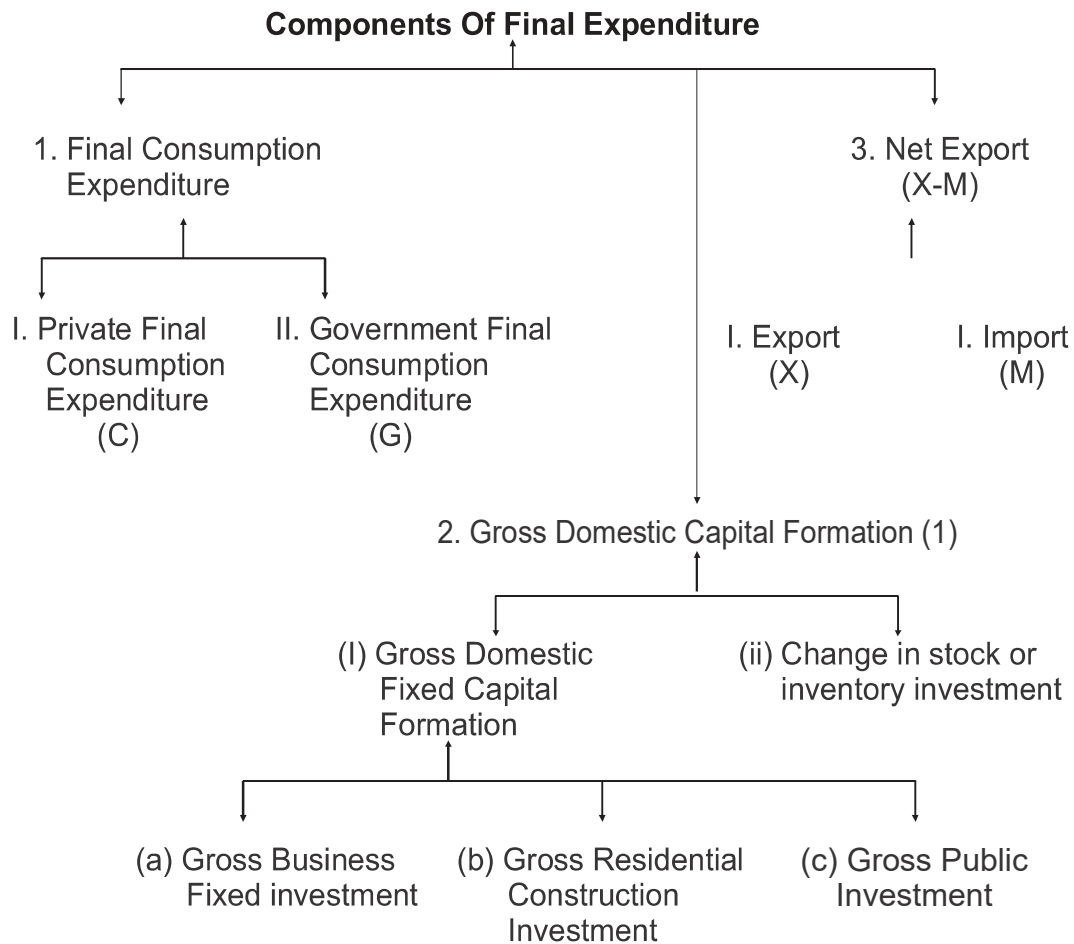 Components Of Final Expenditure
1. Final Consumption
Expenditure
3. Net Export
(X-M)
I. Private Final
Consumption
Expenditure
(C)
II. Government Final
Consumption
Expenditure
(G)
I. Export
(X)
I. Import
(M)
2. Gross Domestic Capital Formation (1)
(I) Gross Domestic
Fixed Capital
Formation
(ii) Change in stock or
inventory investment
(a) Gross Business
Fixed investment
(b) Gross Residential
Construction
Investment
(c) Gross Public
Investment